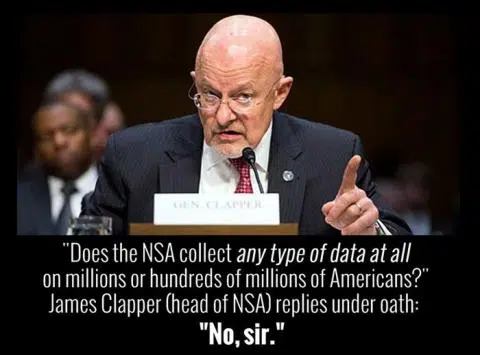 GEN. CLAPPER
"Does the NSA collect any type of data at all
on millions or hundreds of millions of Americans?"
James Clapper (head of NSA) replies under oath:
"No, sir."